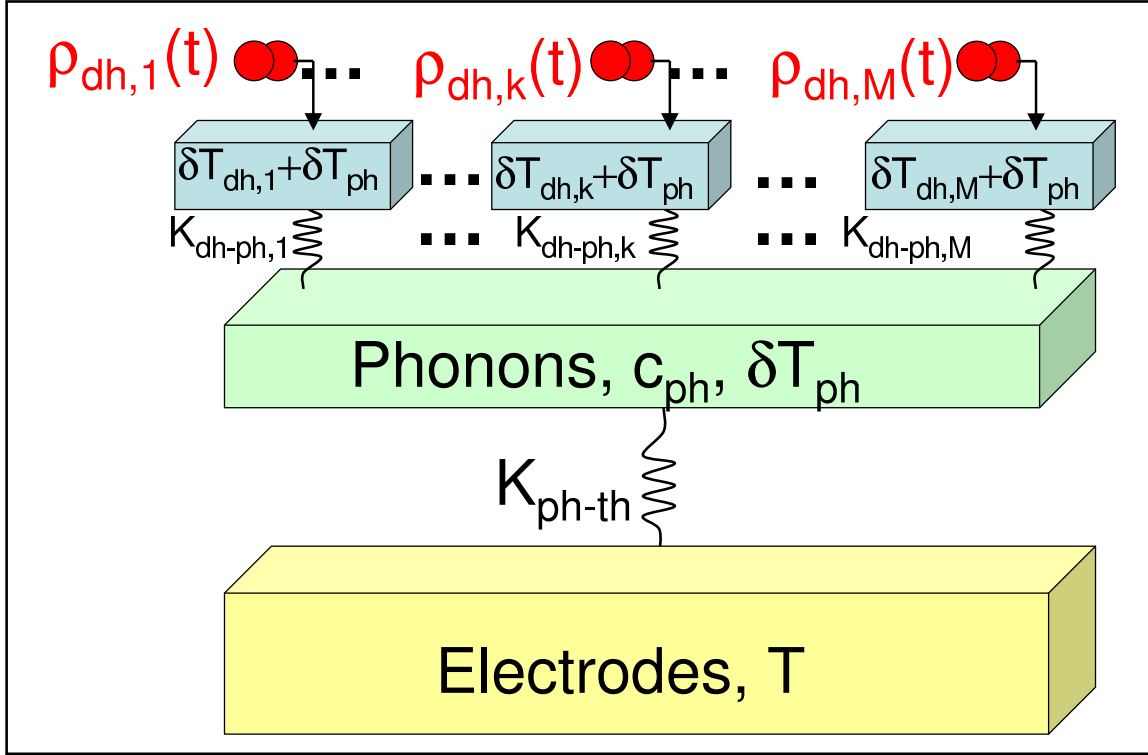 ρdh,1(t) ... ρdh,k(t) ... ρdh,M(t)
δTdh,1+δTph ... δTdh,k+δTph ... δTdh,M+δTph
Kdh-ph,1 ... Kdh-ph,k ... Kdh-ph,M
Phonons, cph, δTph
Kph-th
Electrodes, T